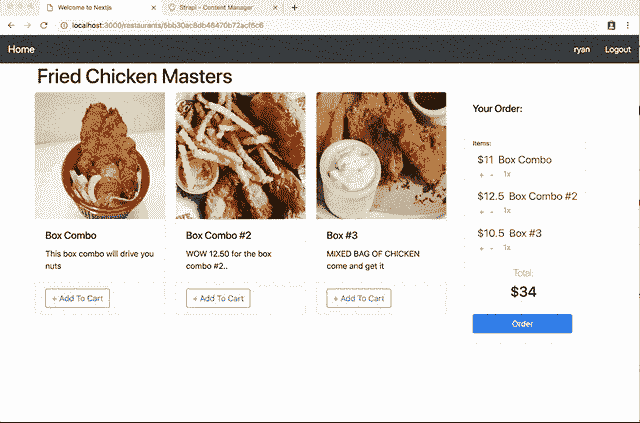 Welcome to Nextjs
Strapi - Content Manager
localhost:3000/restaurants/5bb30ac8db46470b72acf6c6
Home
ryan
Logout
Fried Chicken Masters
Box Combo
This box combo will drive you
nuts
+ Add To Cart
Box Combo #2
WOW 12.50 for the box
combo #2..
+ Add To Cart
Box #3
MIXED BAG OF CHICKEN
come and get it
+ Add To Cart
Your Order:
Items:
$11 Box Combo
+ - 1x
$12.5 Box Combo #2
+ - 1x
$10.5 Box #3
+ - 1x
Total:
$34
Order